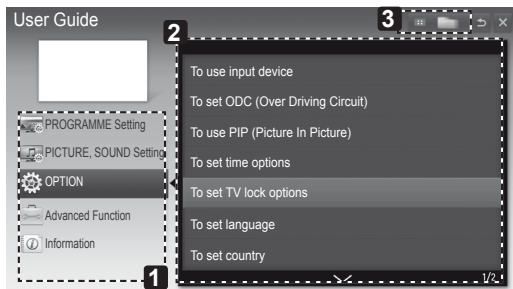 User Guide
3
2
PROGRAMME Setting
PICTURE, SOUND Setting
OPTION
Advanced Function
Information
1
To use input device
To set ODC (Over Driving Circuit)
To use PIP (Picture In Picture)
To set time options
To set TV lock options
To set language
To set country
1/2